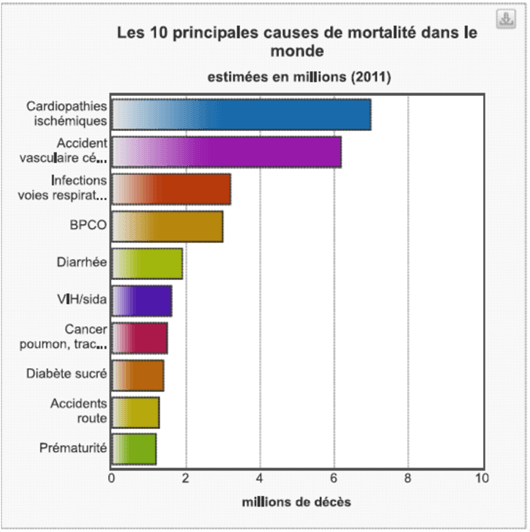 Les 10 principales causes de mortalité dans le
monde
estimées en millions (2011)
Cardiopathies
ischémiques
Accident
vasculaire cé...
Infections
voies respirat...
BPCO
Diarrhée
VIH/sida
Cancer
poumon, trac...
Diabète sucré
Accidents
route
Prématurité
0 2 4 6 8 10
millions de décès